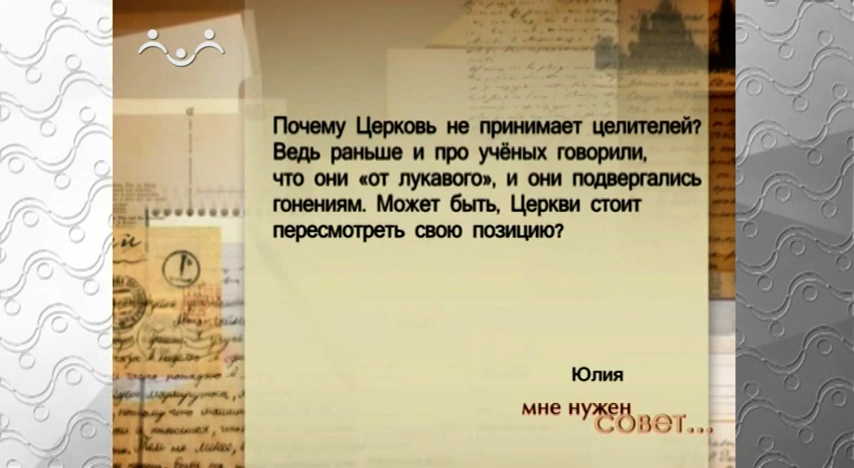 Почему Церковь не принимает целителей?
Ведь раньше и про учёных говорили,
что они «от лукавого», и они подвергались
гонениям. Может быть, Церкви стоит
пересмотреть свою позицию?
Юлия
мне нужен
совет...